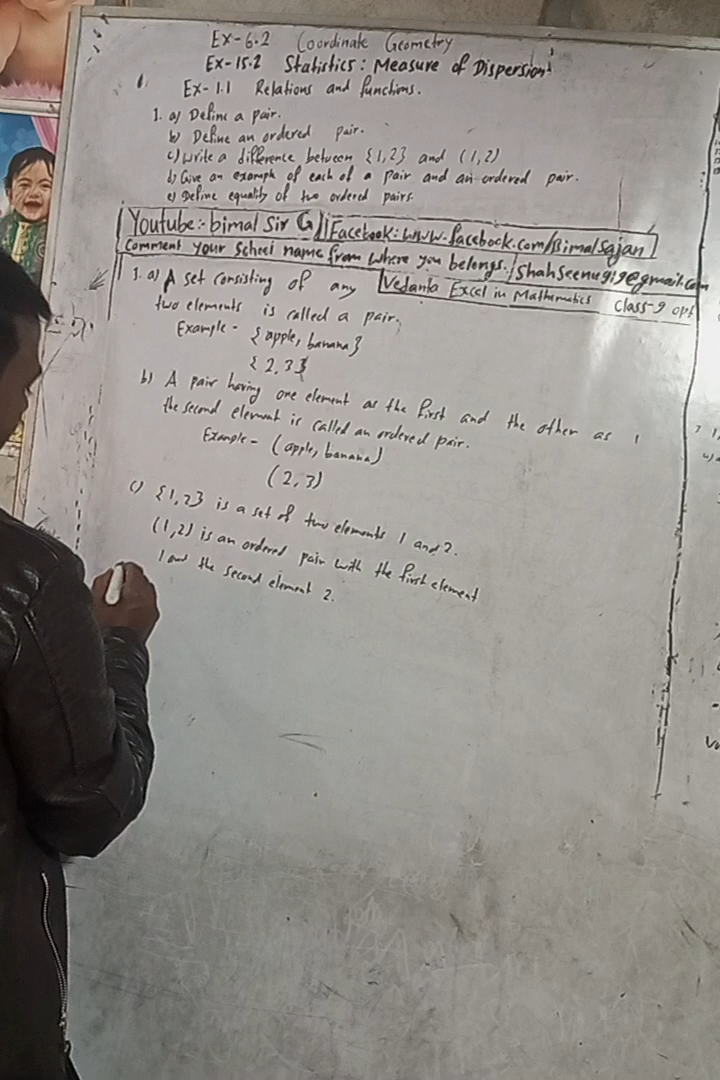 Ex-6.2 Coordinate Geometry
Ex-15.2 Statistics: Measure of Dispersion
Ex-1.1 Relations and functions.
1. a) Define a pair.
b) Define an ordered pair.
c) Write a difference between {1,2} and (1,2)
d) Give an example of each of a pair and an ordered pair.
e) Define equality of two ordered pairs.
Youtube:- bimal Sir G
Facebook: www.facebook.com/Bimalsajan
Comment your School name from where you belongs.
Vedanta Excel in Mathematics Class-9 opt
1. a) A set consisting of any
two elements is called a pair.
Example - {apple, banana}
{2,3}
b) A pair having one element as the first and the other as
the second element is called an ordered pair.
Example - (apple, banana)
(2,3)
c) {1,2} is a set of two elements 1 and 2.
(1,2) is an ordered pair with the first element
1 and the second element 2.